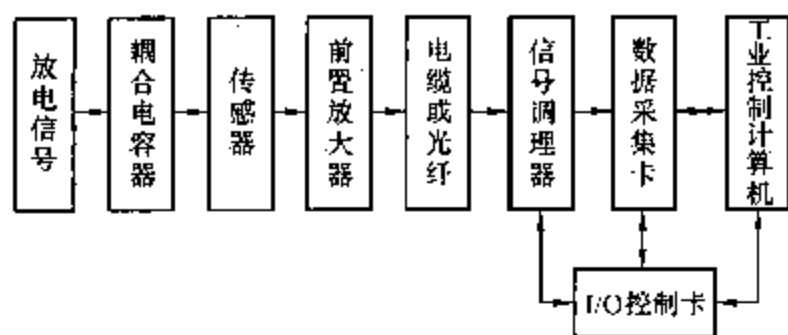 放电信号
耦合电容器
传感器
前置放大器
电缆或光纤
信号调理器
数据采集卡
工业控制计算机
I/O控制卡